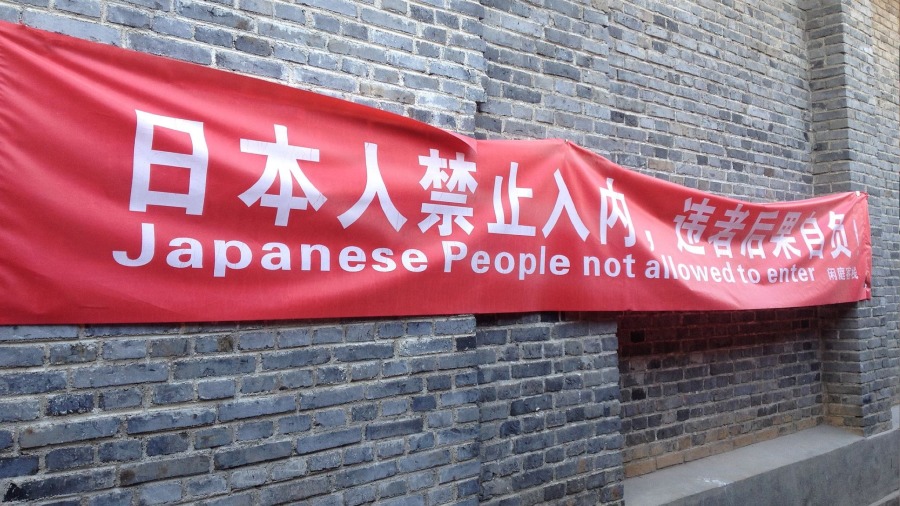 日本人禁止入内，违者后果自负！
Japanese People not allowed to enter